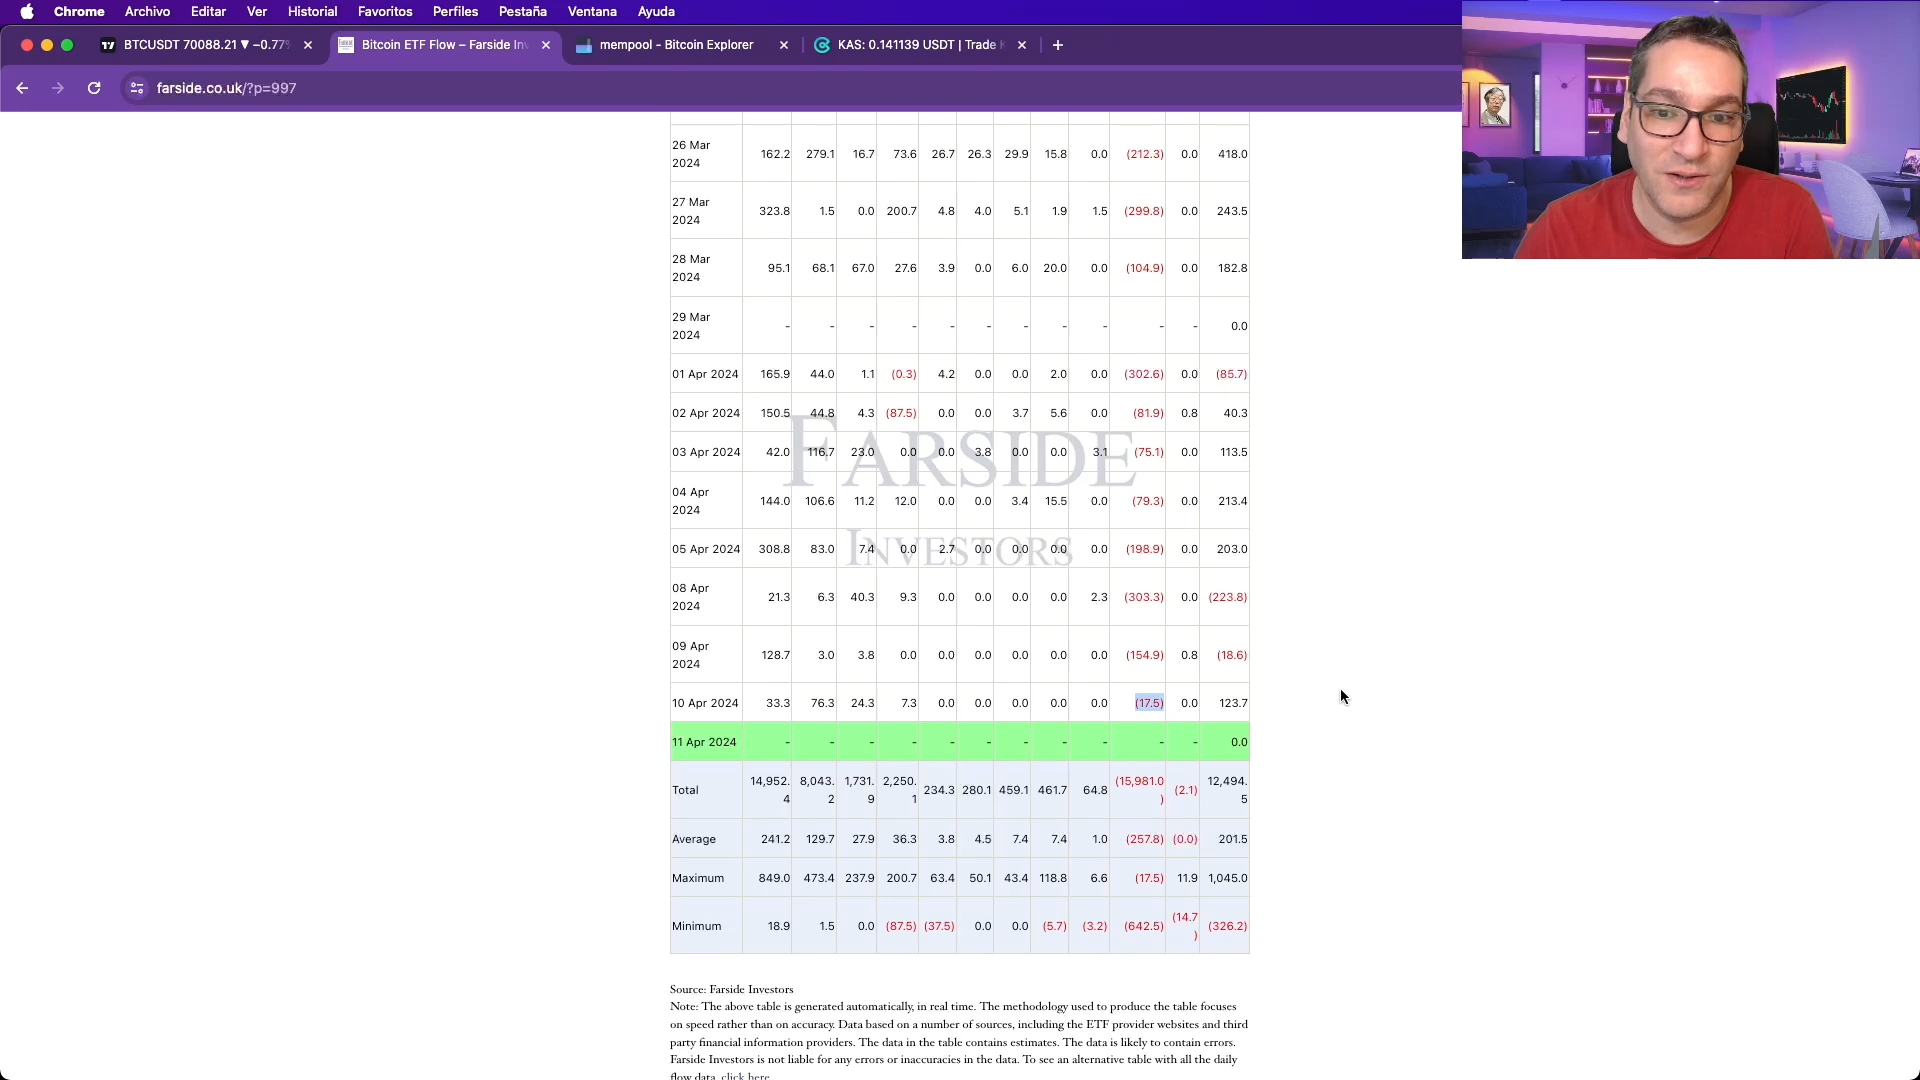 Chrome Archivo Editar Ver Historial Favoritos Perfiles Pestaña Ventana Ayuda
BTCUSDT 70088.21 ▼ −0.77%
Bitcoin ETF Flow – Farside In
mempool - Bitcoin Explorer
KAS: 0.141139 USDT | Trade
farside.co.uk/?p=997
26 Mar 2024 162.2 279.1 16.7 73.6 26.7 26.3 29.9 15.8 0.0 (212.3) 0.0 418.0
27 Mar 2024 323.8 1.5 0.0 200.7 4.8 4.0 5.1 1.9 1.5 (299.8) 0.0 243.5
28 Mar 2024 95.1 68.1 67.0 27.6 3.9 0.0 6.0 20.0 0.0 (104.9) 0.0 182.8
29 Mar 2024 - - - - - - - - - - - 0.0
01 Apr 2024 165.9 44.0 1.1 (0.3) 4.2 0.0 0.0 2.0 0.0 (302.6) 0.0 (85.7)
02 Apr 2024 150.5 44.8 4.3 (87.5) 0.0 0.0 3.7 5.6 0.0 (81.9) 0.8 40.3
03 Apr 2024 42.0 116.7 23.0 0.0 0.0 3.8 0.0 0.0 3.1 (75.1) 0.0 113.5
FARSIDE
04 Apr 2024 144.0 106.6 11.2 12.0 0.0 0.0 3.4 15.5 0.0 (79.3) 0.0 213.4
05 Apr 2024 308.8 83.0 7.4 0.0 2.7 0.0 0.0 0.0 0.0 (198.9) 0.0 203.0
INVESTORS
08 Apr 2024 21.3 6.3 40.3 9.3 0.0 0.0 0.0 0.0 2.3 (303.3) 0.0 (223.8)
09 Apr 2024 128.7 3.0 3.8 0.0 0.0 0.0 0.0 0.0 0.0 (154.9) 0.8 (18.6)
10 Apr 2024 33.3 76.3 24.3 7.3 0.0 0.0 0.0 0.0 0.0 (17.5) 0.0 123.7
11 Apr 2024 - - - - - - - - - - - 0.0
Total 14,952.4 8,043.2 1,731.9 2,250.1 234.3 280.1 459.1 461.7 64.8 (15,981.0) (2.1) 12,494.5
Average 241.2 129.7 27.9 36.3 3.8 4.5 7.4 7.4 1.0 (257.8) (0.0) 201.5
Maximum 849.0 473.4 237.9 200.7 63.4 50.1 43.4 118.8 6.6 (17.5) 11.9 1,045.0
Minimum 18.9 1.5 0.0 (87.5) (37.5) 0.0 0.0 (5.7) (3.2) (642.5) (14.7) (326.2)
Source: Farside Investors
Note: The above table is generated automatically, in real time. The methodology used to produce the table focuses
on speed rather than on accuracy. Data based on a number of sources, including the ETF provider websites and third
party financial information providers. The data in the table contains estimates. The data is likely to contain errors.
Farside Investors is not liable for any errors or inaccuracies in the data. To see an alternative table with all the daily
flow data, click here